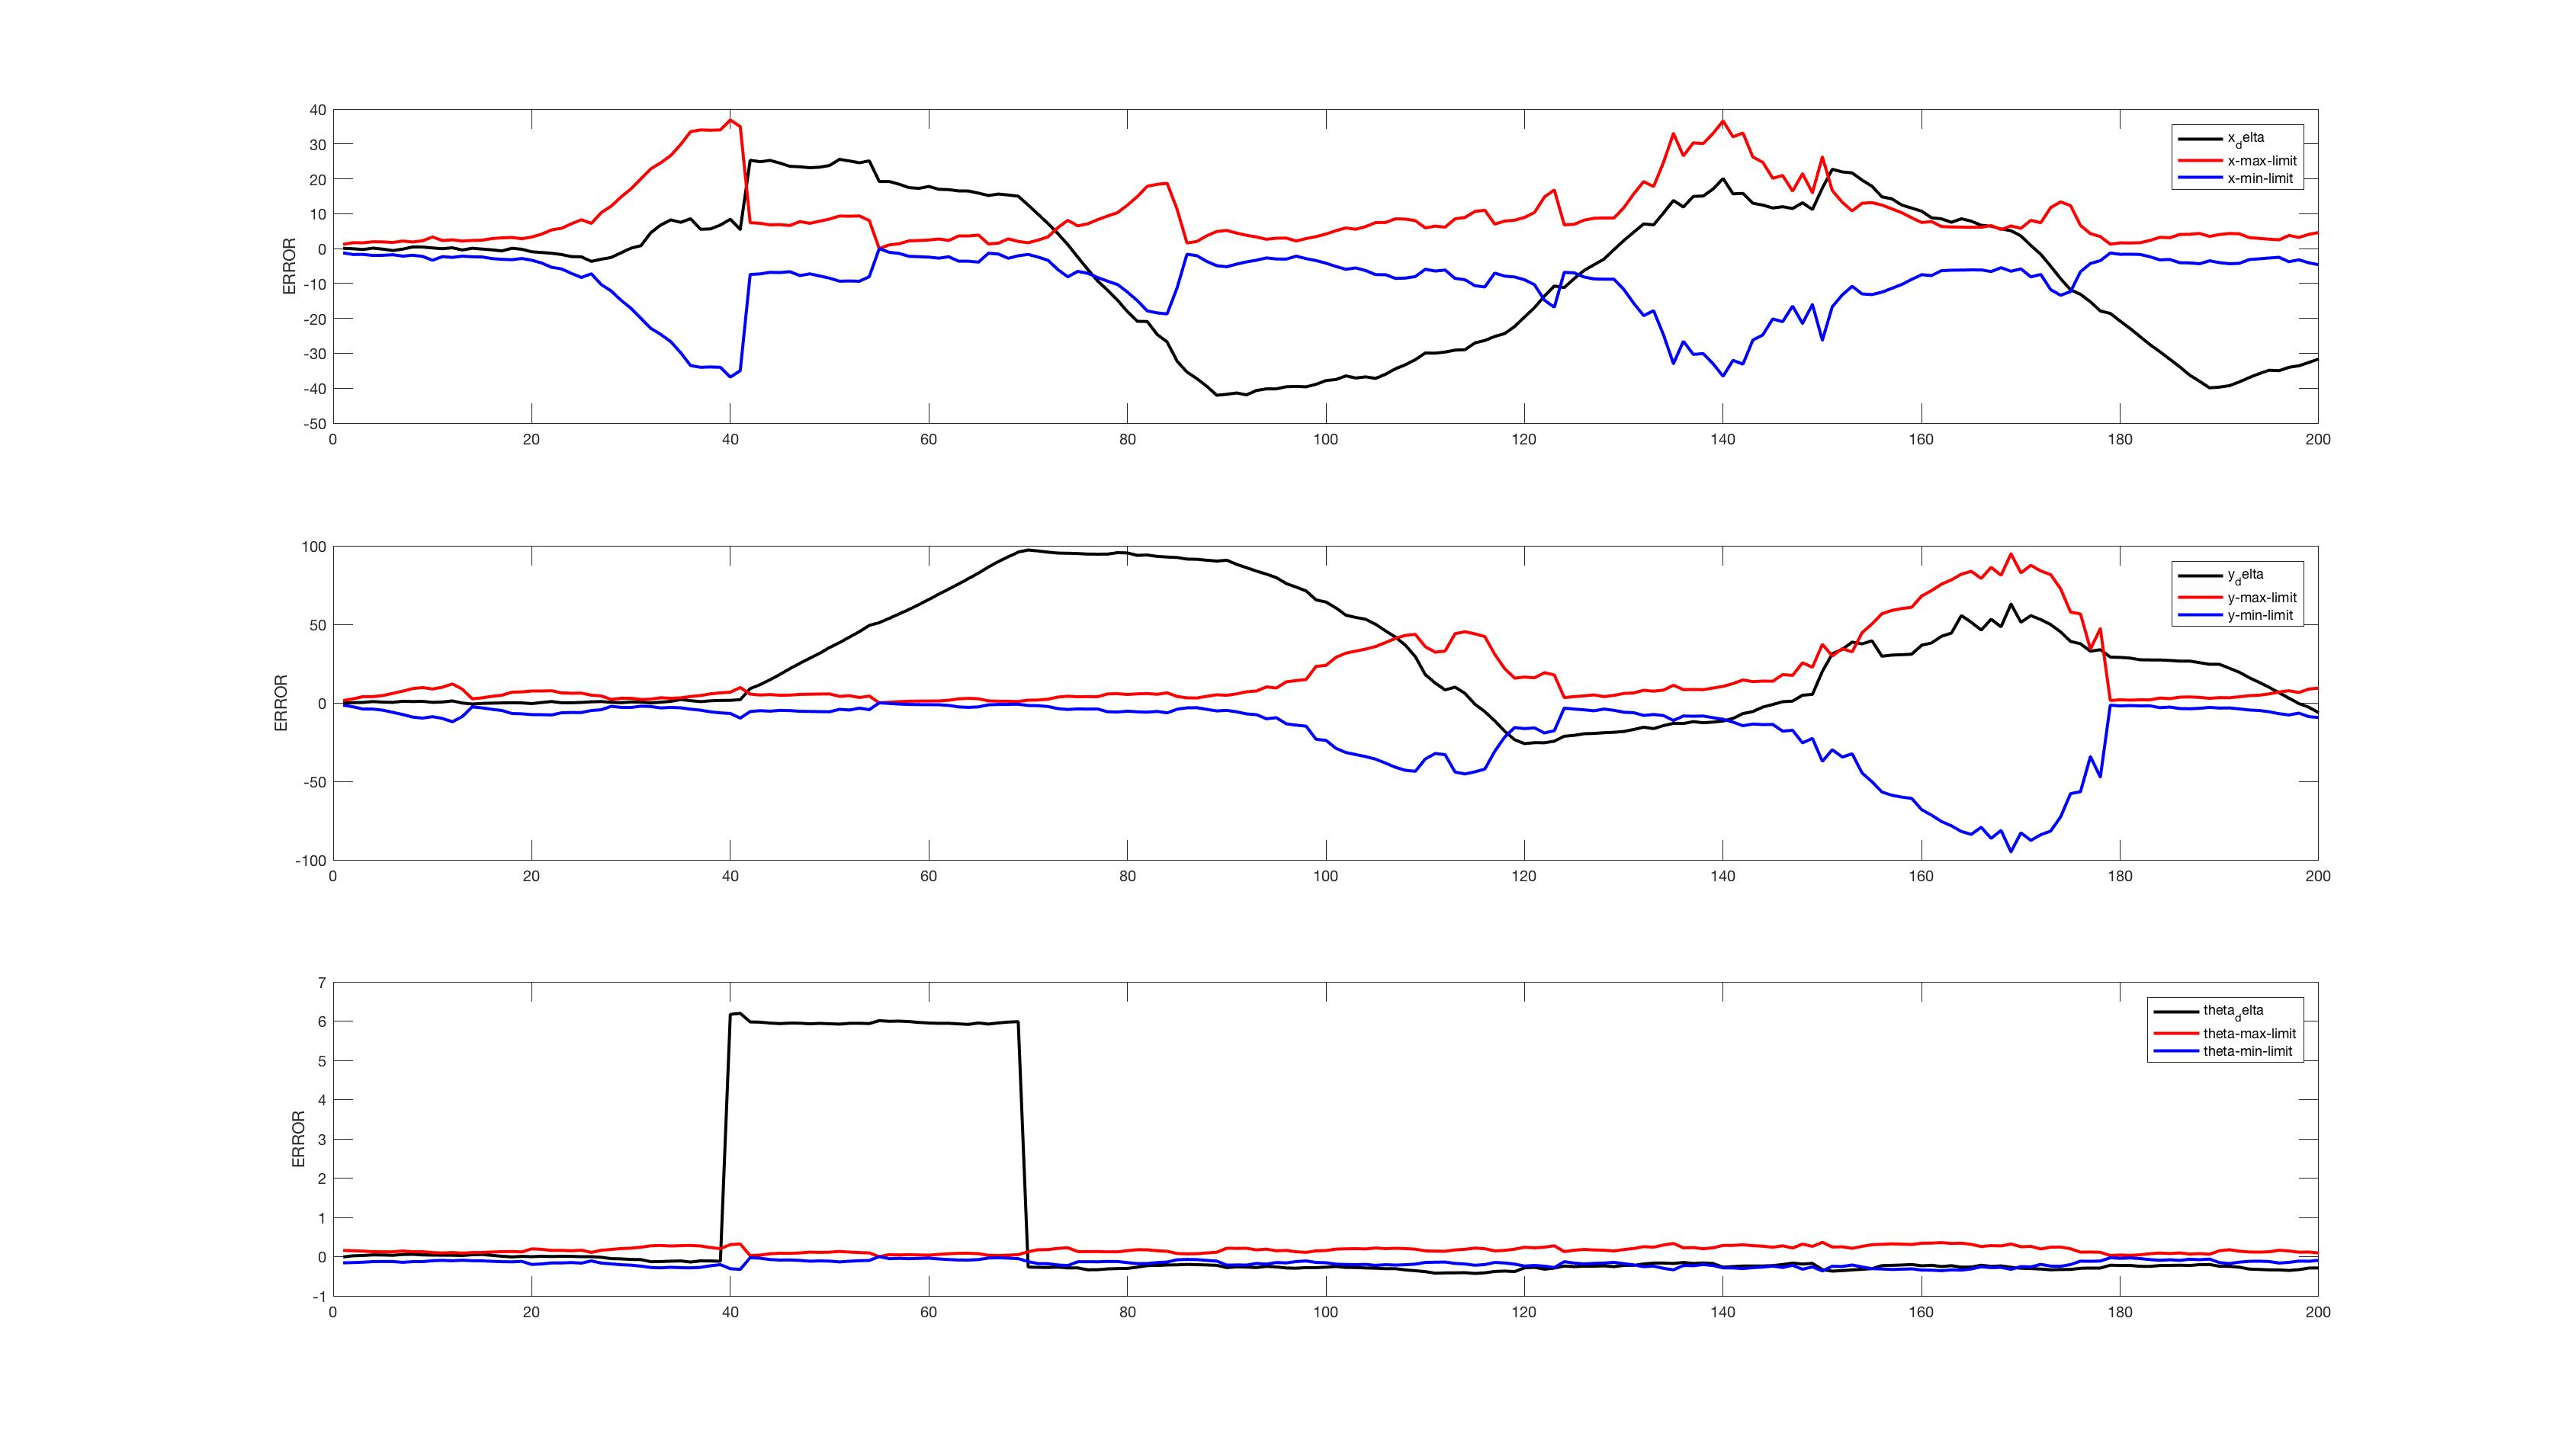 40
30
20
10
0
-10
-20
-30
-40
-50
ERROR
0 20 40 60 80 100 120 140 160 180 200
x_delta
x-max-limit
x-min-limit
100
50
0
-50
-100
ERROR
0 20 40 60 80 100 120 140 160 180 200
y_delta
y-max-limit
y-min-limit
7
6
5
4
3
2
1
0
-1
ERROR
0 20 40 60 80 100 120 140 160 180 200
theta_delta
theta-max-limit
theta-min-limit